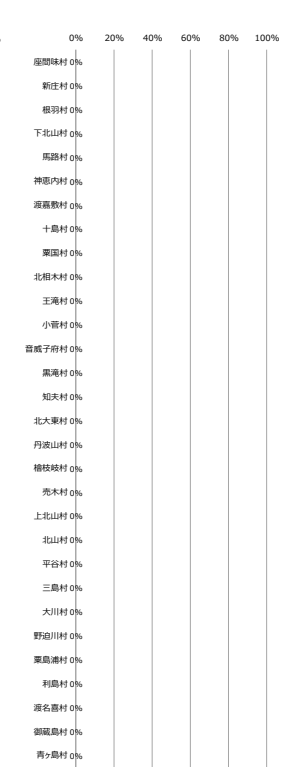 0% 20% 40% 60% 80% 100%
座間味村 0%
新庄村 0%
根羽村 0%
下北山村 0%
馬路村 0%
神恵内村 0%
渡嘉敷村 0%
十島村 0%
粟国村 0%
北相木村 0%
王滝村 0%
小菅村 0%
音威子府村 0%
黒滝村 0%
知夫村 0%
北大東村 0%
丹波山村 0%
檜枝岐村 0%
売木村 0%
上北山村 0%
北山村 0%
平谷村 0%
三島村 0%
大川村 0%
野迫川村 0%
粟島浦村 0%
利島村 0%
渡名喜村 0%
御蔵島村 0%
青ヶ島村 0%